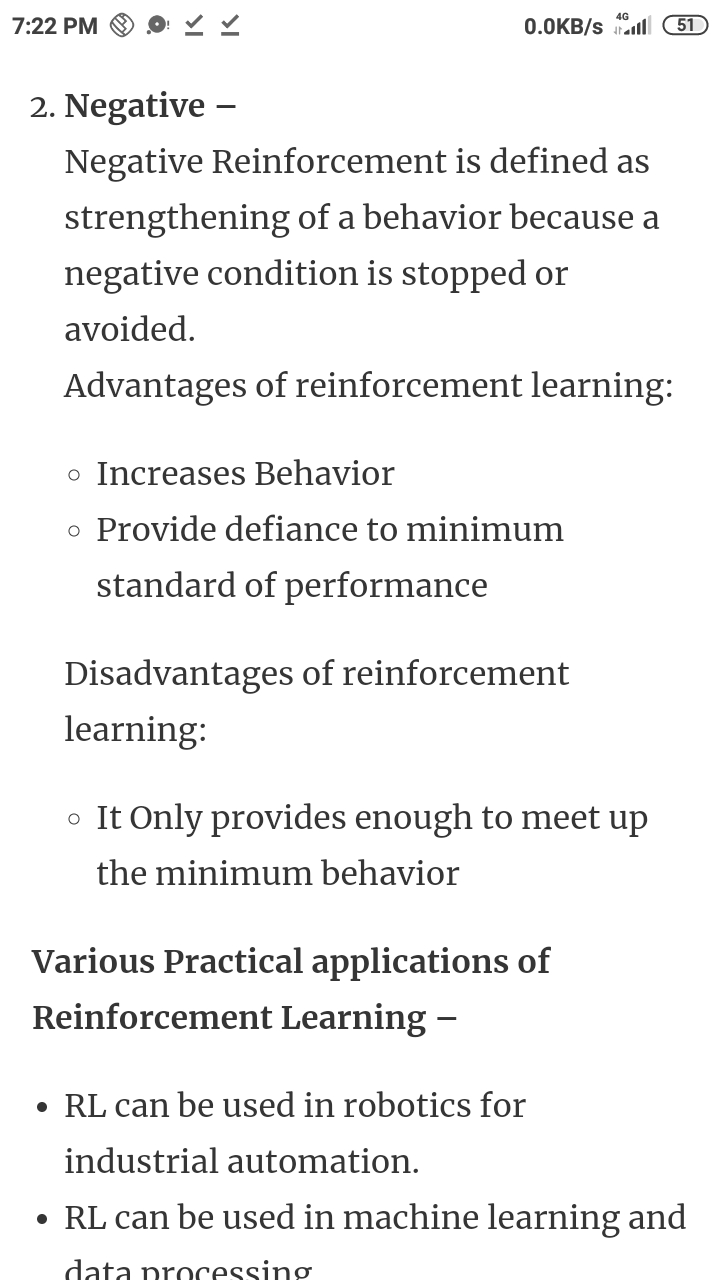 7:22 PM 0.0KB/s 4G 51
2. Negative –
Negative Reinforcement is defined as
strengthening of a behavior because a
negative condition is stopped or
avoided.
Advantages of reinforcement learning:
Increases Behavior
Provide defiance to minimum
standard of performance
Disadvantages of reinforcement
learning:
It Only provides enough to meet up
the minimum behavior
Various Practical applications of
Reinforcement Learning –
RL can be used in robotics for
industrial automation.
RL can be used in machine learning and
data processing